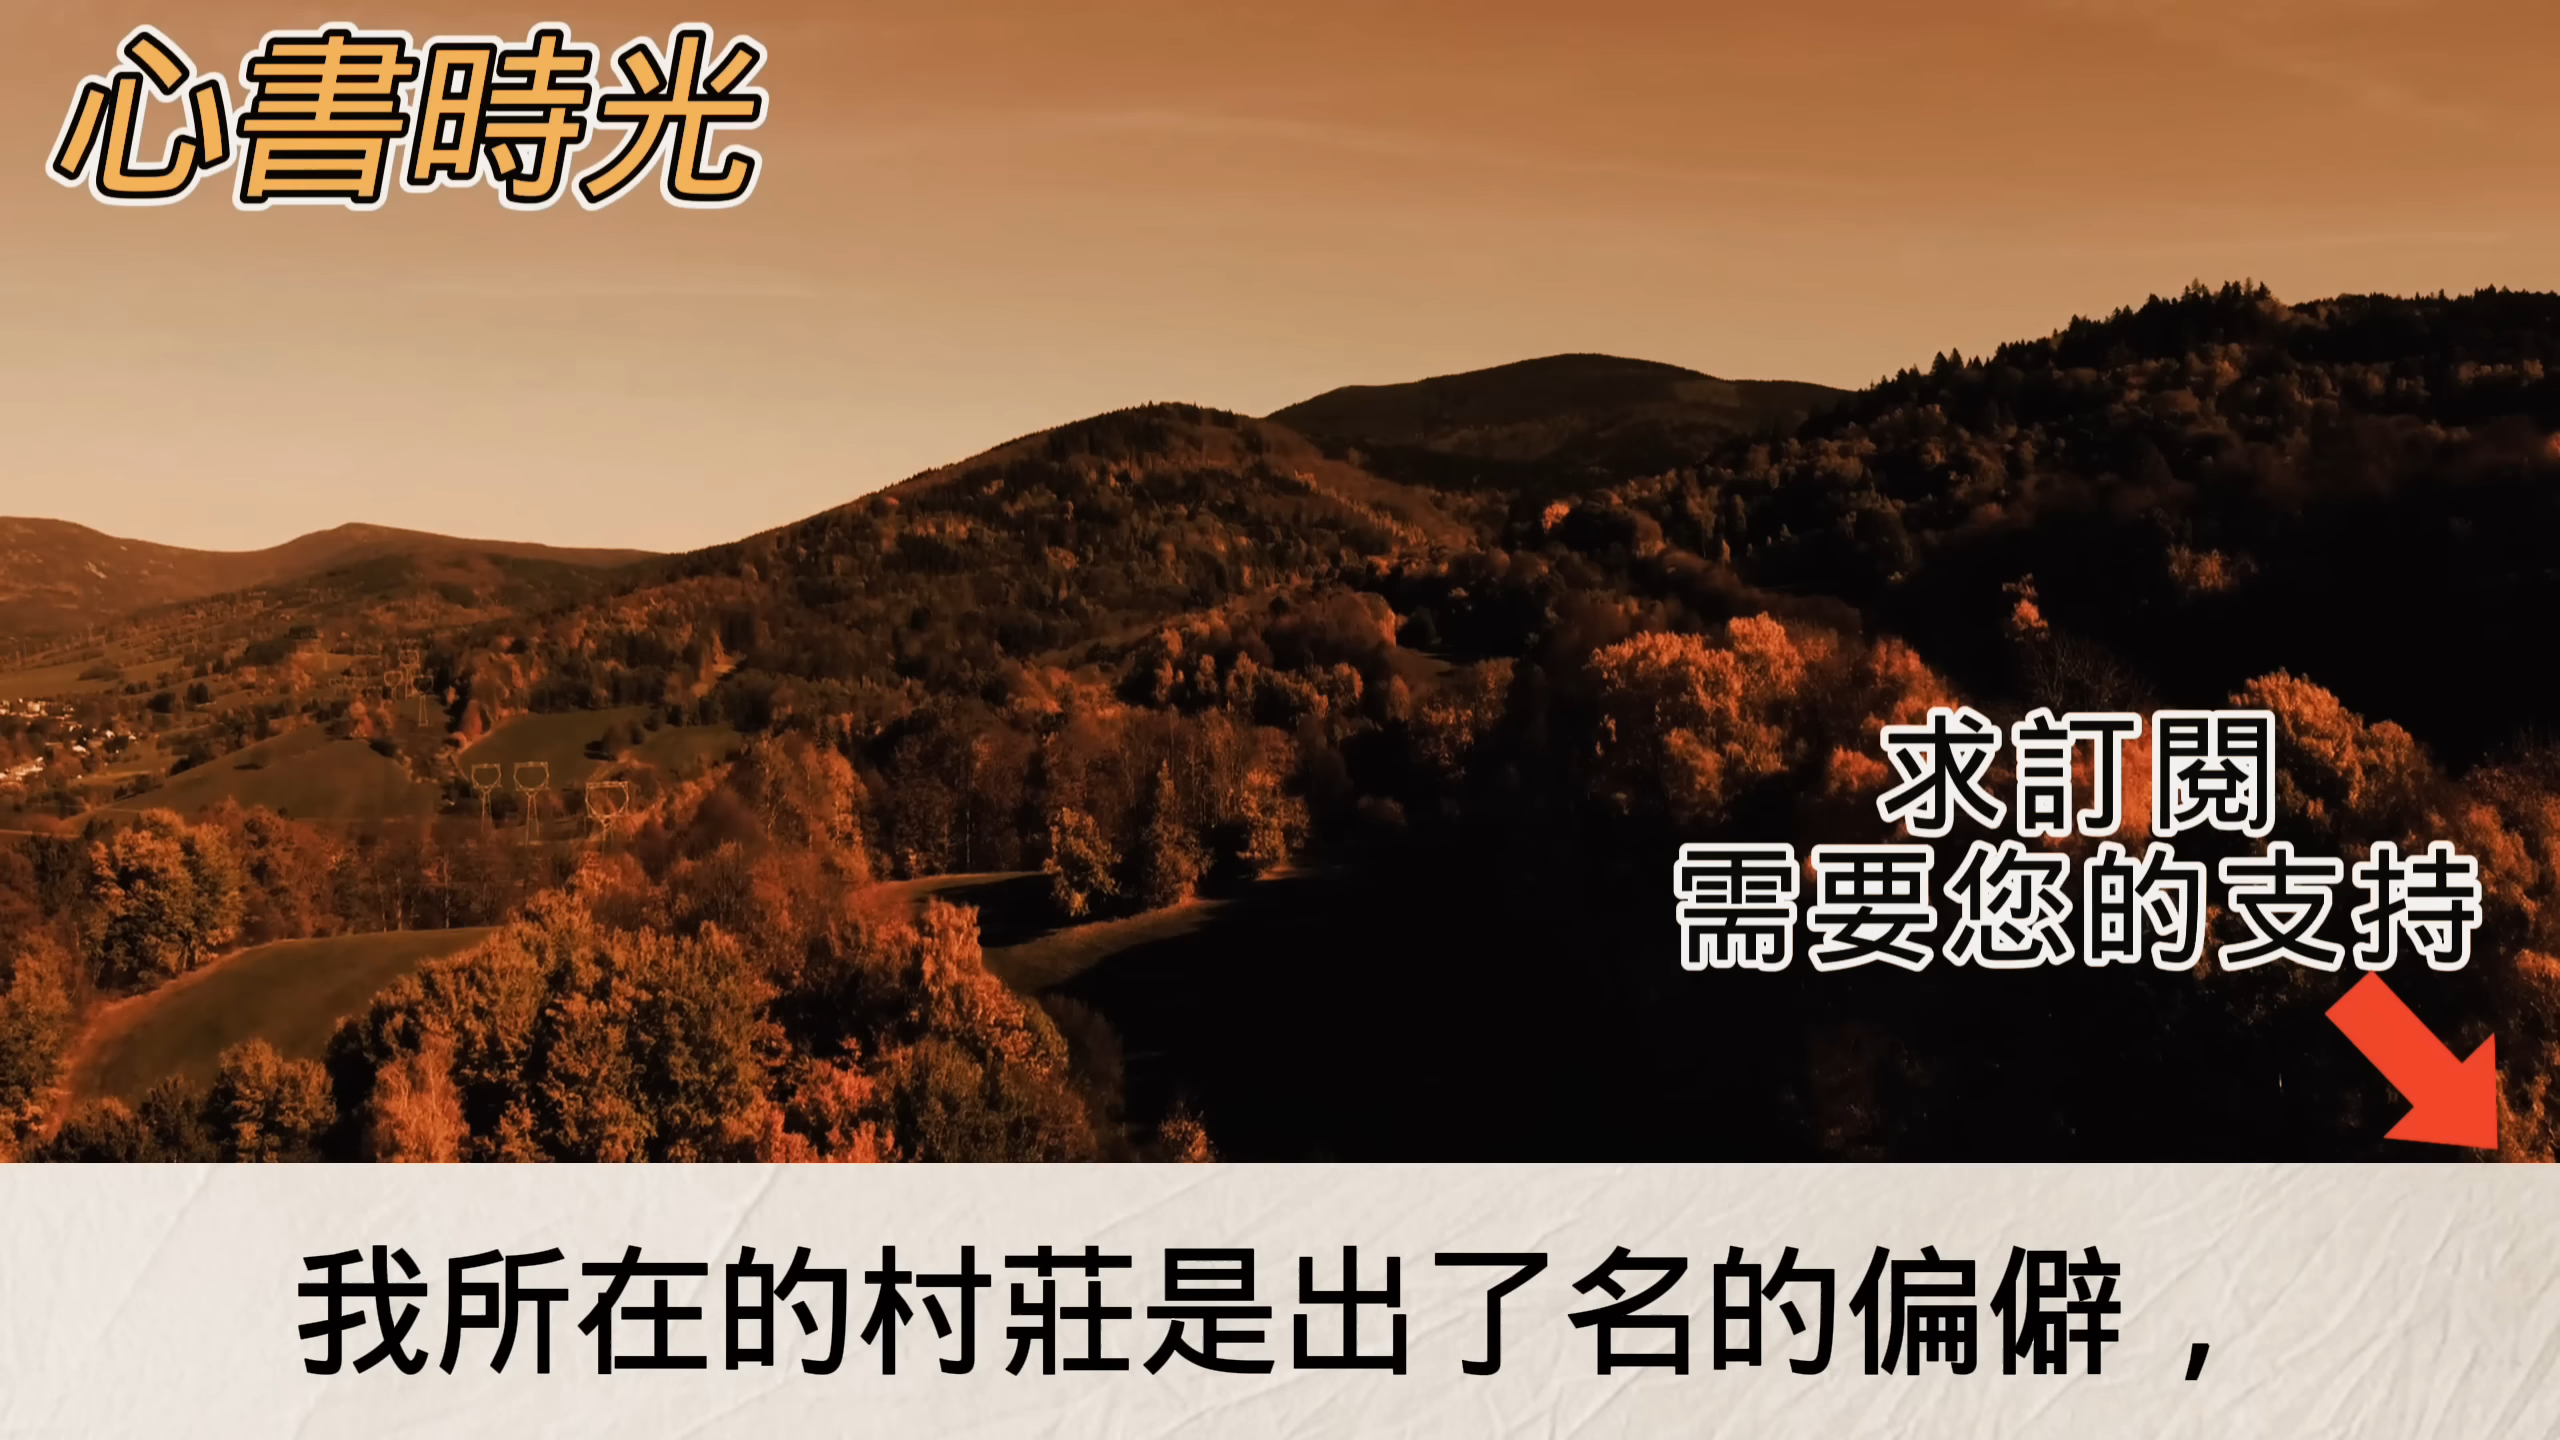 心書時光
求訂閱
需要您的支持
我所在的村莊是出了名的偏僻，